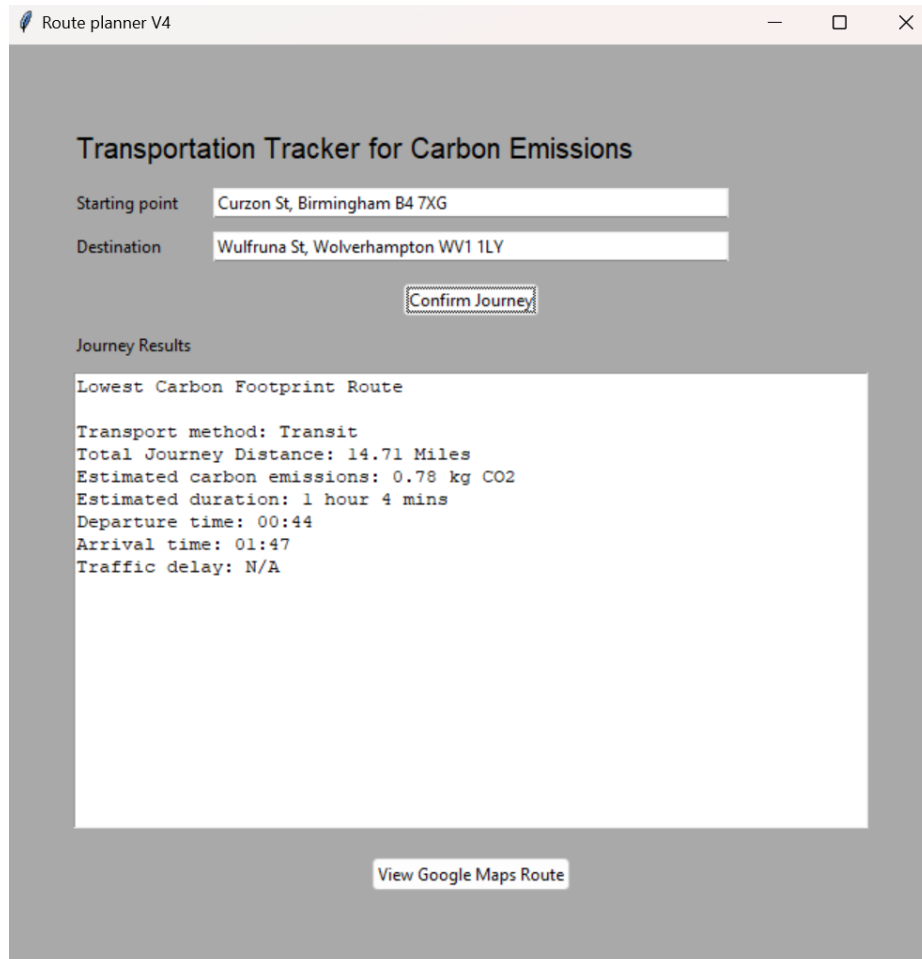 Route planner V4
Transportation Tracker for Carbon Emissions
Starting point Curzon St, Birmingham B4 7XG
Destination Wulfruna St, Wolverhampton WV1 1LY
Confirm Journey
Journey Results
Lowest Carbon Footprint Route
Transport method: Transit
Total Journey Distance: 14.71 Miles
Estimated carbon emissions: 0.78 kg CO2
Estimated duration: 1 hour 4 mins
Departure time: 00:44
Arrival time: 01:47
Traffic delay: N/A
View Google Maps Route